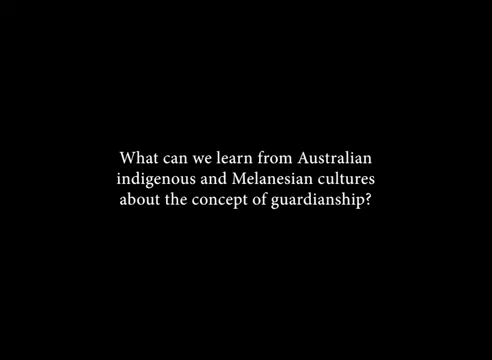 What can we learn from Australian
indigenous and Melanesian cultures
about the concept of guardianship?